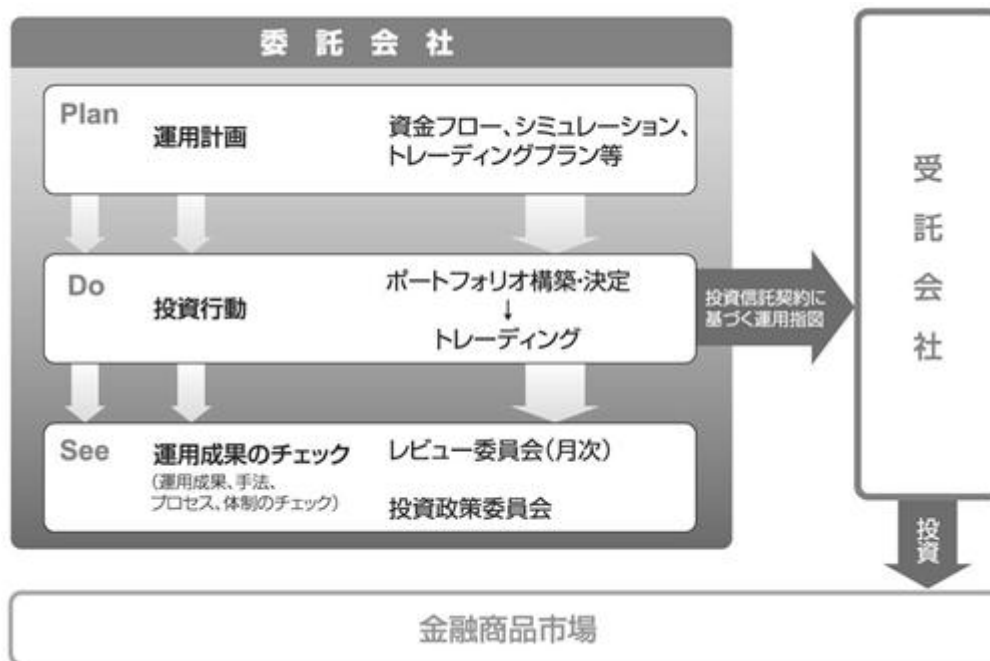 委託会社
Plan
運用計画
資金フロー、シミュレーション、
トレーディングプラン等
Do
投資行動
ポートフォリオ構築・決定
↓
トレーディング
投資信託契約に
基づく運用指図
See
運用成果のチェック
(運用成果、手法、
プロセス、体制のチェック)
レビュー委員会(月次)
投資政策委員会
受託会社
投資
金融商品市場